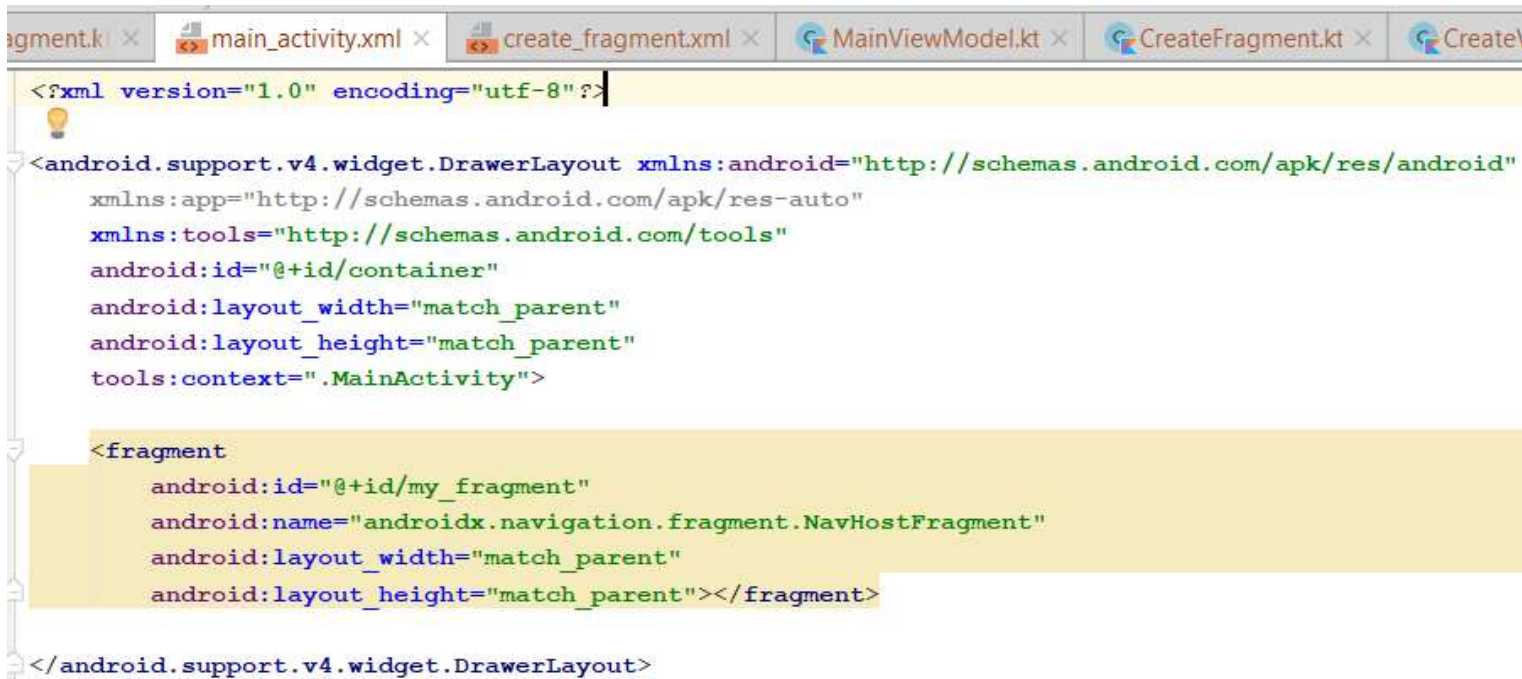 agment.k main_activity.xml create_fragment.xml MainViewModel.kt CreateFragment.kt Create
<?xml version="1.0" encoding="utf-8"?>
<android.support.v4.widget.DrawerLayout xmlns:android="http://schemas.android.com/apk/res/android"
xmlns:app="http://schemas.android.com/apk/res-auto"
xmlns:tools="http://schemas.android.com/tools"
android:id="@+id/container"
android:layout_width="match_parent"
android:layout_height="match_parent"
tools:context=".MainActivity">
<fragment
android:id="@+id/my_fragment"
android:name="androidx.navigation.fragment.NavHostFragment"
android:layout_width="match_parent"
android:layout_height="match_parent"></fragment>
</android.support.v4.widget.DrawerLayout>